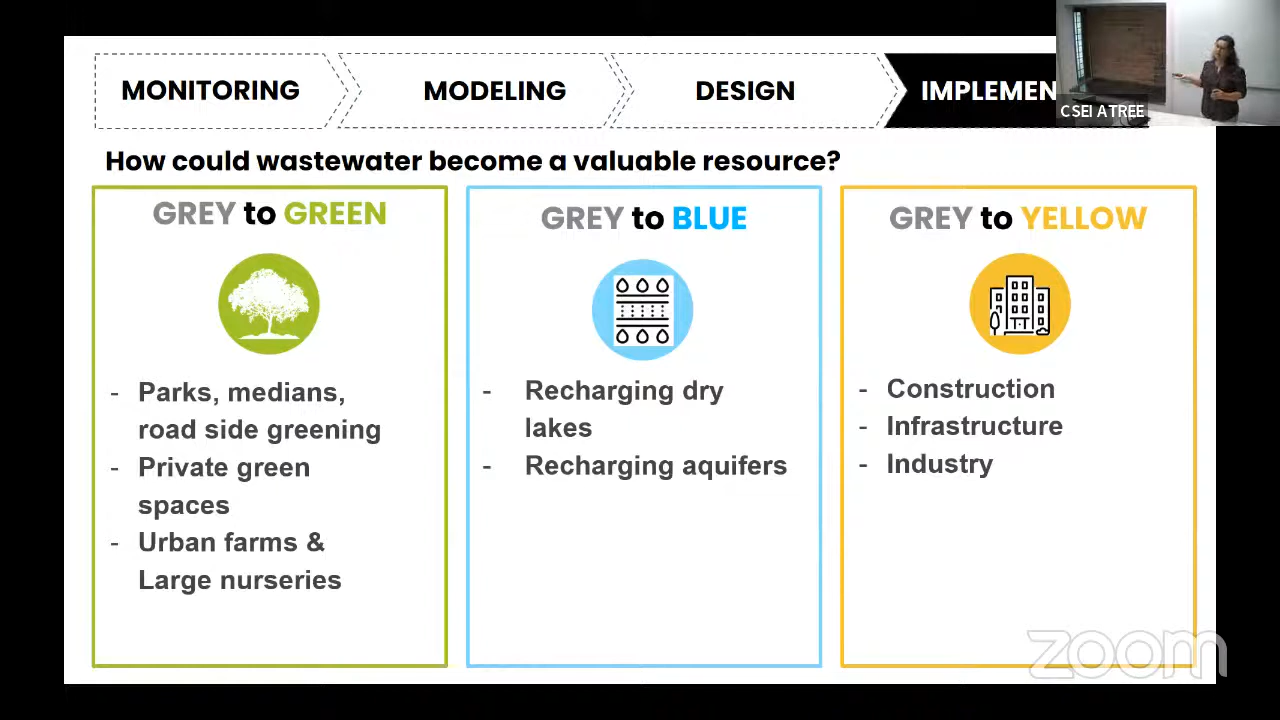 MONITORING
MODELING
DESIGN
IMPLEMEN
CSEI ATREE
How could wastewater become a valuable resource?
GREY to GREEN
- Parks, medians,
road side greening
- Private green
spaces
- Urban farms &
Large nurseries
GREY to BLUE
- Recharging dry
lakes
- Recharging aquifers
GREY to YELLOW
- Construction
- Infrastructure
- Industry
zoom